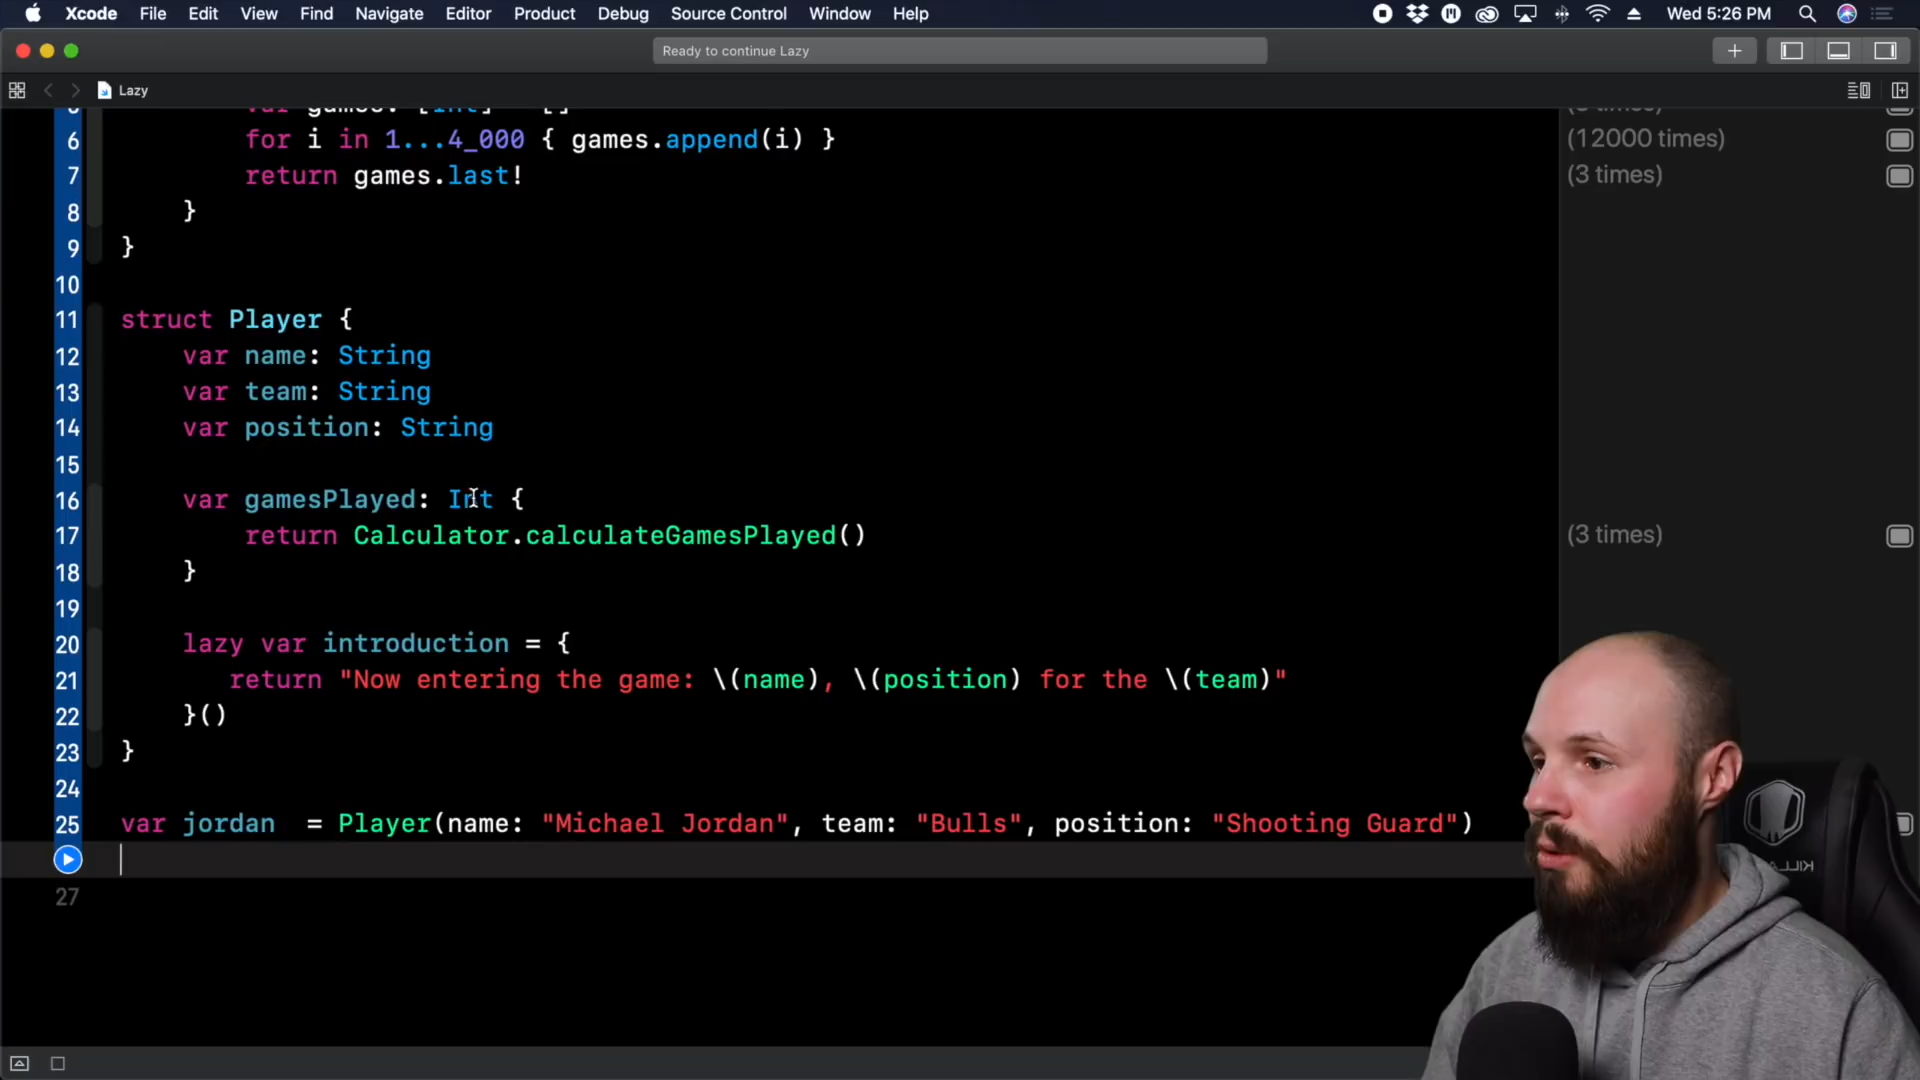 Xcode File Edit View Find Navigate Editor Product Debug Source Control Window Help Wed 5:26 PM
Ready to continue Lazy
Lazy
var games: [Int] = []
6 for i in 1...4_000 { games.append(i) } (12000 times)
7 return games.last! (3 times)
8 }
9 }
10
11 struct Player {
12 var name: String
13 var team: String
14 var position: String
15
16 var gamesPlayed: Int {
17 return Calculator.calculateGamesPlayed() (3 times)
18 }
19
20 lazy var introduction = {
21 return "Now entering the game: \(name), \(position) for the \(team)"
22 }()
23 }
24
25 var jordan = Player(name: "Michael Jordan", team: "Bulls", position: "Shooting Guard")
27